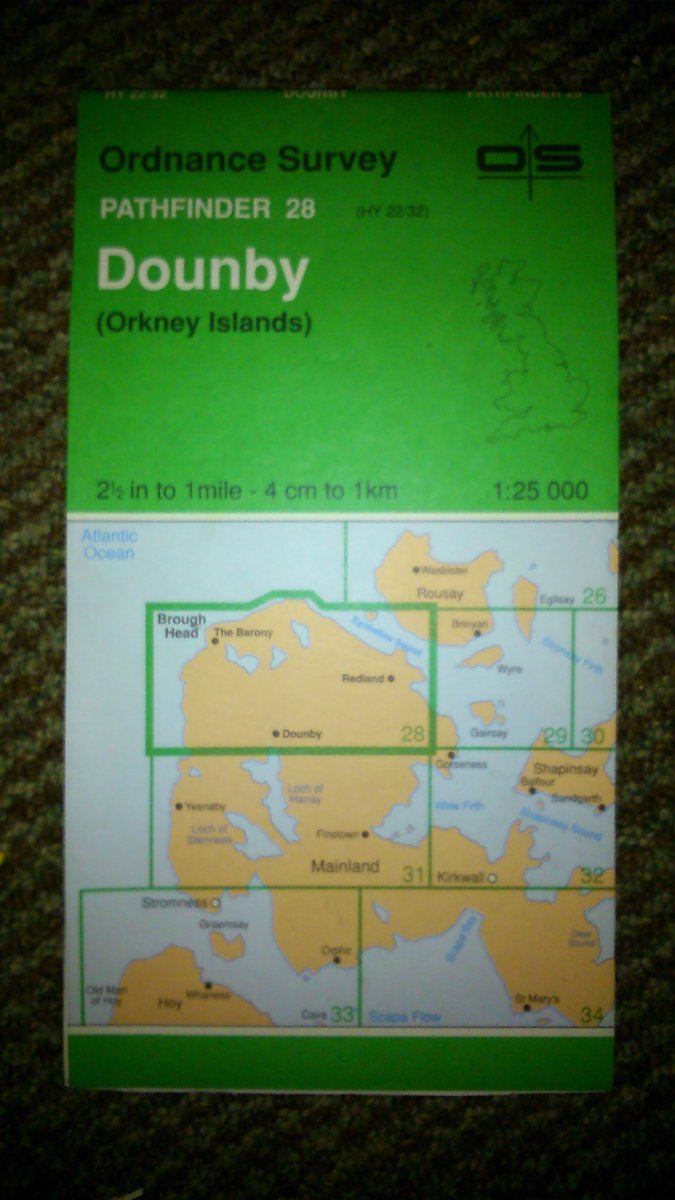 HY 22/32 DOUNBY PATHFINDER 28
Ordnance Survey
OS
PATHFINDER 28 (HY 22/32)
Dounby
(Orkney Islands)
2½ in to 1mile - 4 cm to 1km 1:25 000
Atlantic
Ocean
Wasbister
Rousay
Egilsay 26
Brough
Head
The Barony
Eynhallow Sound
Brinyan
Stronsay Firth
Wyre
Redland
Dounby 28
Gairsay 29 30
Gorseness
Shapinsay
Balfour
Sandgarth
Yesnaby
Loch of
Harray
Wide Firth
Shapinsay Sound
Loch of
Stenness
Finstown
Mainland 31
Kirkwall 32
Stromness
Graemsay
Scapa Bay
Deer
Sound
Orphir
Old Man
of Hoy
Hoy
Whaness
St Mary's
Cava 33
Scapa Flow 34